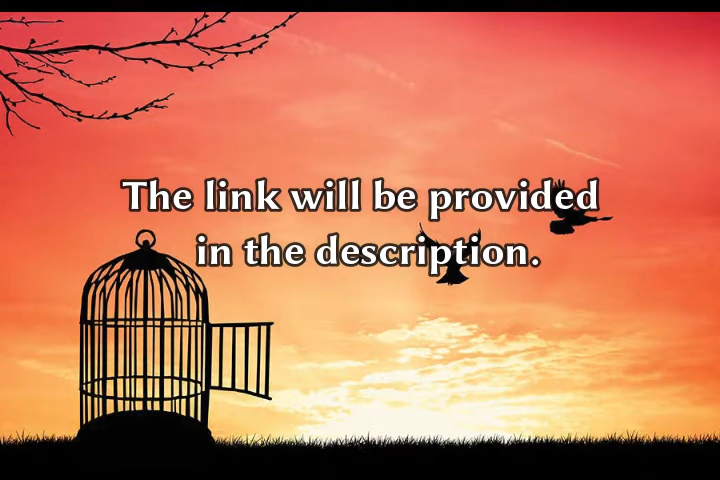 The link will be provided
in the description.